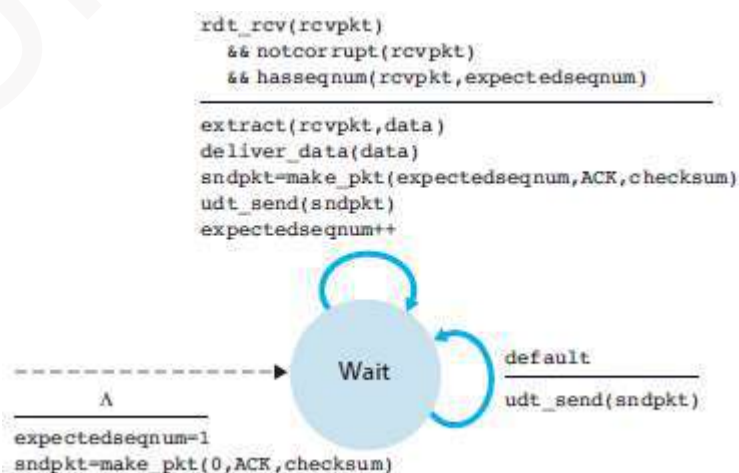 rdt_rcv(rcvpkt)
&& notcorrupt(rcvpkt)
&& hasseqnum(rcvpkt,expectedseqnum)
extract(rcvpkt,data)
deliver_data(data)
sndpkt=make_pkt(expectedseqnum,ACK,checksum)
udt_send(sndpkt)
expectedseqnum++
Wait
default
udt_send(sndpkt)
Λ
expectedseqnum=1
sndpkt=make_pkt(0,ACK,checksum)